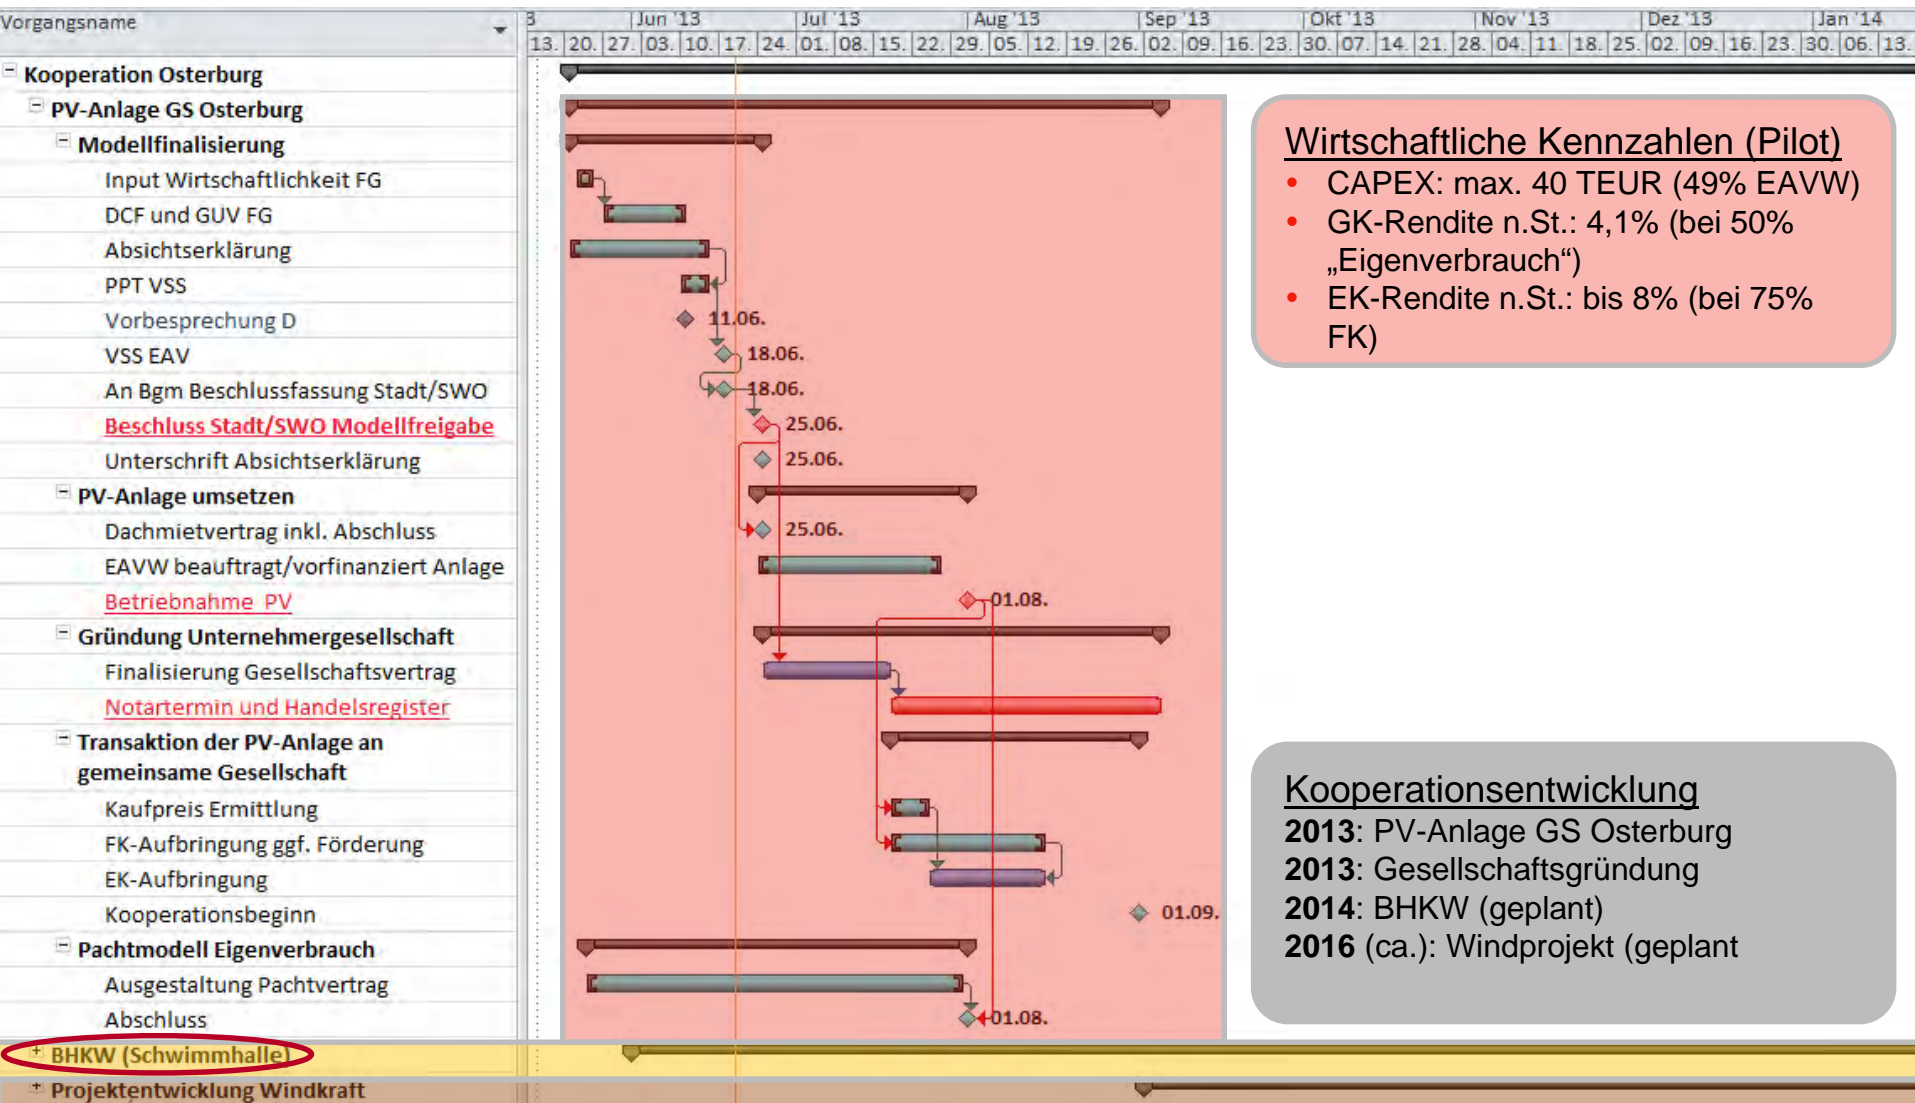 Vorgangsname
3 Jun '13 Jul '13 Aug '13 Sep '13 Okt '13 Nov '13 Dez '13 Jan '14
13. 20. 27. 03. 10. 17. 24. 01. 08. 15. 22. 29. 05. 12. 19. 26. 02. 09. 16. 23. 30. 07. 14. 21. 28. 04. 11. 18. 25. 02. 09. 16. 23. 30. 06. 13.
Kooperation Osterburg
PV-Anlage GS Osterburg
Modellfinalisierung
Input Wirtschaftlichkeit FG
DCF und GUV FG
Absichtserklärung
PPT VSS
Vorbesprechung D 11.06.
VSS EAV 18.06.
An Bgm Beschlussfassung Stadt/SWO 18.06.
Beschluss Stadt/SWO Modellfreigabe 25.06.
Unterschrift Absichtserklärung 25.06.
PV-Anlage umsetzen
Dachmietvertrag inkl. Abschluss 25.06.
EAVW beauftragt/vorfinanziert Anlage
Betriebnahme PV 01.08.
Gründung Unternehmergesellschaft
Finalisierung Gesellschaftsvertrag
Notartermin und Handelsregister
Transaktion der PV-Anlage an
gemeinsame Gesellschaft
Kaufpreis Ermittlung
FK-Aufbringung ggf. Förderung
EK-Aufbringung
Kooperationsbeginn 01.09.
Pachtmodell Eigenverbrauch
Ausgestaltung Pachtvertrag
Abschluss 01.08.
BHKW (Schwimmhalle)
Projektentwicklung Windkraft
Wirtschaftliche Kennzahlen (Pilot)
• CAPEX: max. 40 TEUR (49% EAVW)
• GK-Rendite n.St.: 4,1% (bei 50%
„Eigenverbrauch“)
• EK-Rendite n.St.: bis 8% (bei 75%
FK)
Kooperationsentwicklung
2013: PV-Anlage GS Osterburg
2013: Gesellschaftsgründung
2014: BHKW (geplant)
2016 (ca.): Windprojekt (geplant